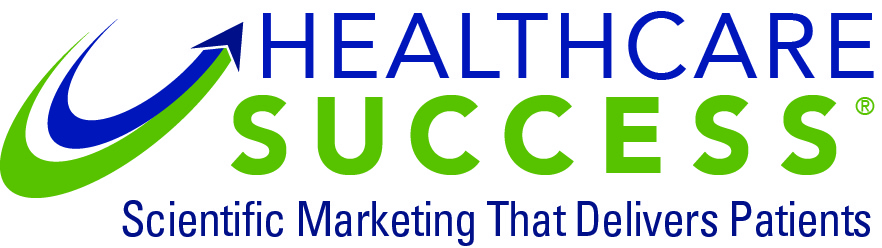 HEALTHCARE
SUCCESS®
Scientific Marketing That Delivers Patients